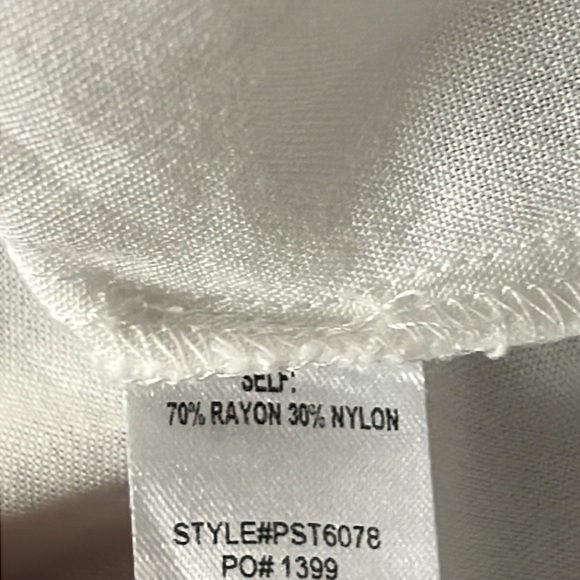 SELF:
70% RAYON 30% NYLON
STYLE#PST6078
PO# 1399